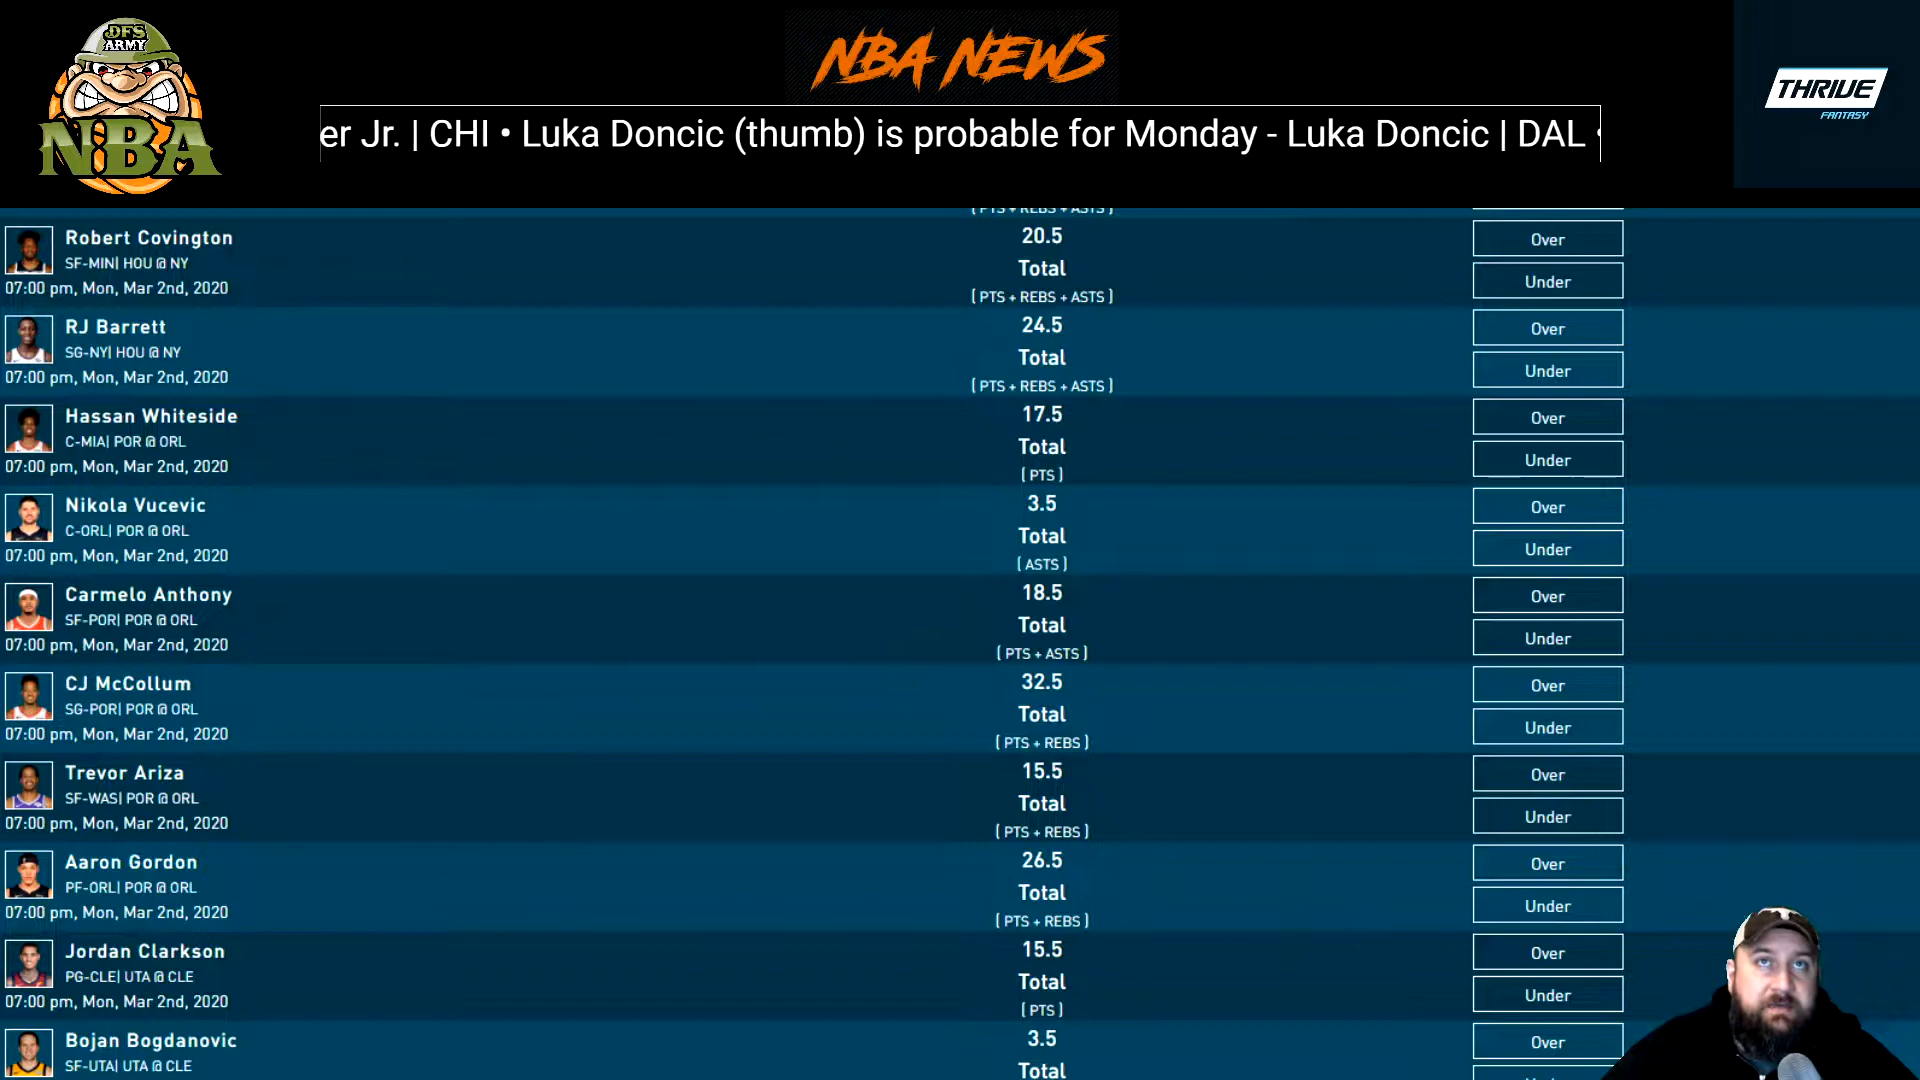 DFS
ARMY
NBA
NBA NEWS
THRIVE
FANTASY
er Jr. | CHI • Luka Doncic (thumb) is probable for Monday - Luka Doncic | DAL •
( PTS + REBS + ASTS )
Robert Covington
SF-MIN| HOU @ NY
07:00 pm, Mon, Mar 2nd, 2020
20.5
Total
( PTS + REBS + ASTS )
Over
Under
RJ Barrett
SG-NY| HOU @ NY
07:00 pm, Mon, Mar 2nd, 2020
24.5
Total
( PTS + REBS + ASTS )
Over
Under
Hassan Whiteside
C-MIA| POR @ ORL
07:00 pm, Mon, Mar 2nd, 2020
17.5
Total
( PTS )
Over
Under
Nikola Vucevic
C-ORL| POR @ ORL
07:00 pm, Mon, Mar 2nd, 2020
3.5
Total
( ASTS )
Over
Under
Carmelo Anthony
SF-POR| POR @ ORL
07:00 pm, Mon, Mar 2nd, 2020
18.5
Total
( PTS + ASTS )
Over
Under
CJ McCollum
SG-POR| POR @ ORL
07:00 pm, Mon, Mar 2nd, 2020
32.5
Total
( PTS + REBS )
Over
Under
Trevor Ariza
SF-WAS| POR @ ORL
07:00 pm, Mon, Mar 2nd, 2020
15.5
Total
( PTS + REBS )
Over
Under
Aaron Gordon
PF-ORL| POR @ ORL
07:00 pm, Mon, Mar 2nd, 2020
26.5
Total
( PTS + REBS )
Over
Under
Jordan Clarkson
PG-CLE| UTA @ CLE
07:00 pm, Mon, Mar 2nd, 2020
15.5
Total
( PTS )
Over
Under
Bojan Bogdanovic
SF-UTA| UTA @ CLE
3.5
Total
Over